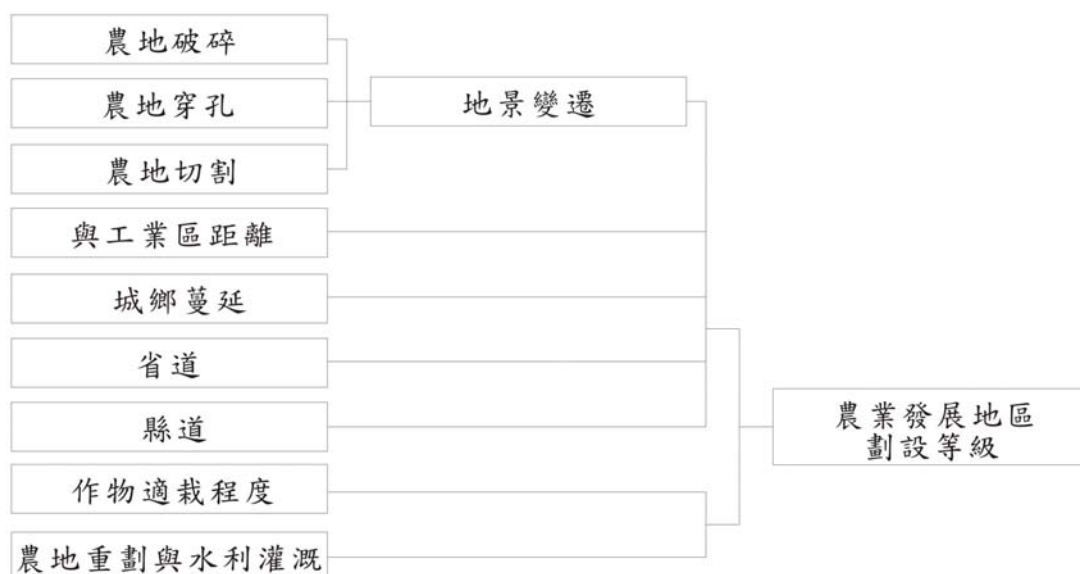 農地破碎
農地穿孔
地景變遷
農地切割
與工業區距離
城鄉蔓延
省道
縣道
農業發展地區
劃設等級
作物適栽程度
農地重劃與水利灌溉